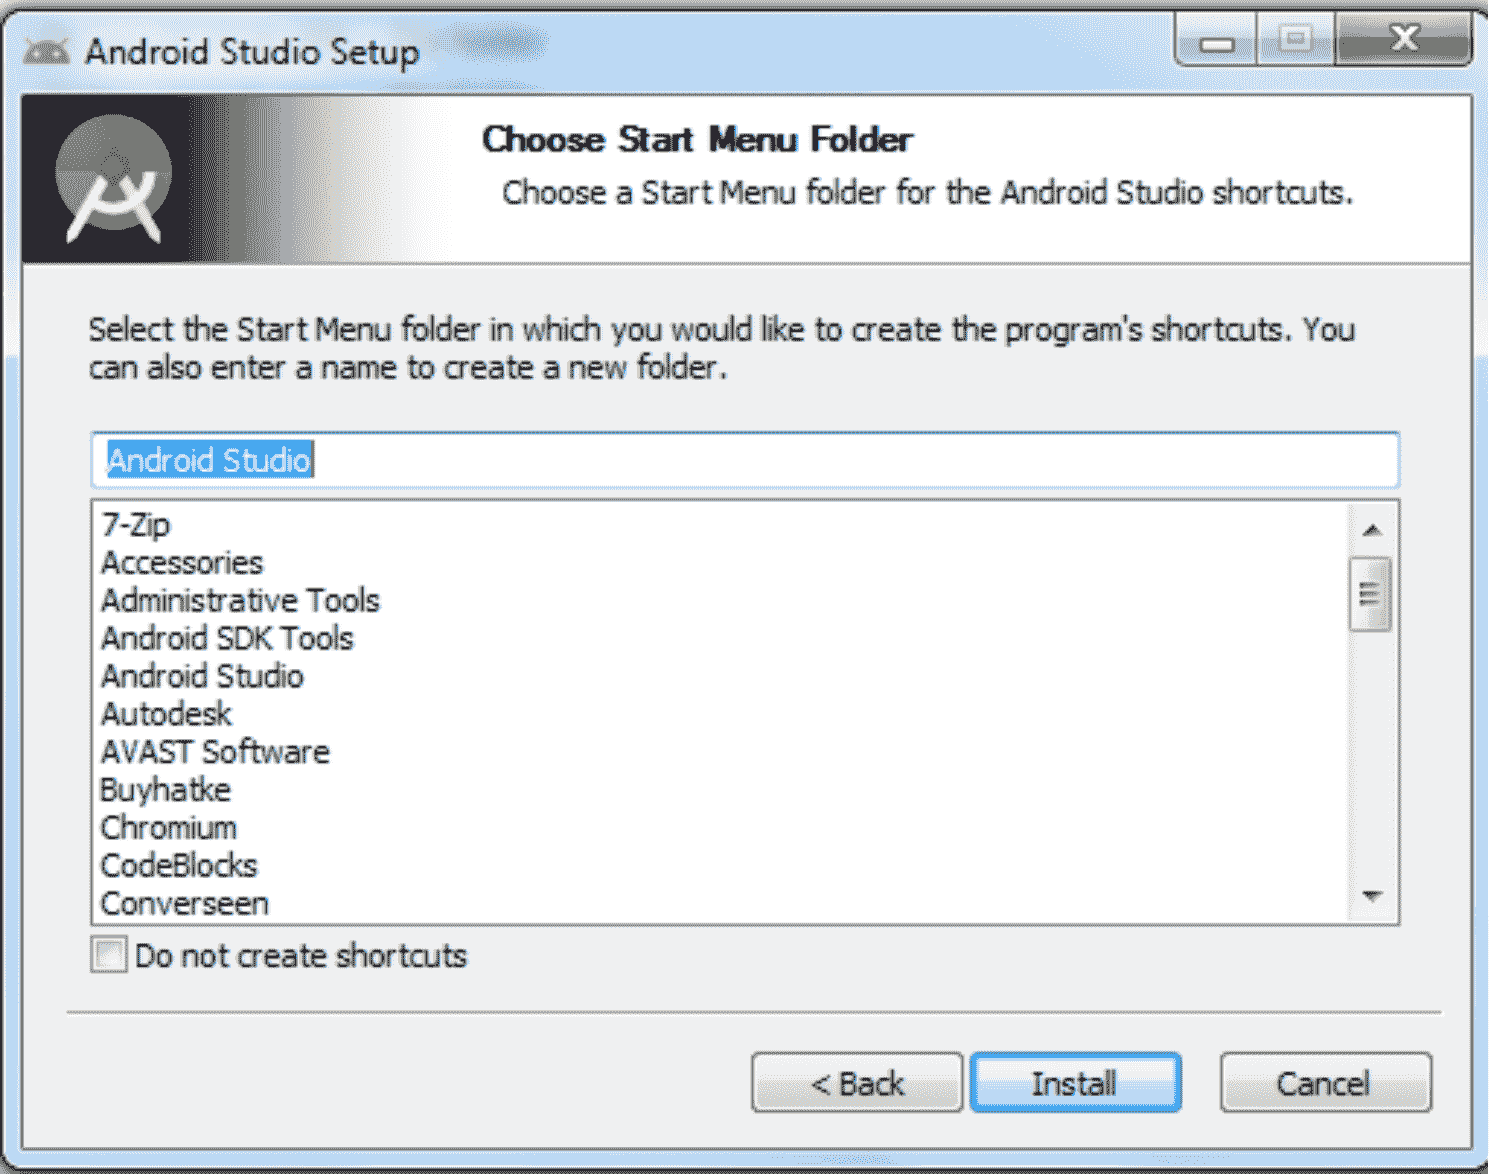 Android Studio Setup
Choose Start Menu Folder
Choose a Start Menu folder for the Android Studio shortcuts.
Select the Start Menu folder in which you would like to create the program's shortcuts. You
can also enter a name to create a new folder.
Android Studio
7-Zip
Accessories
Administrative Tools
Android SDK Tools
Android Studio
Autodesk
AVAST Software
Buyhatke
Chromium
CodeBlocks
Converseen
Do not create shortcuts
< Back
Install
Cancel